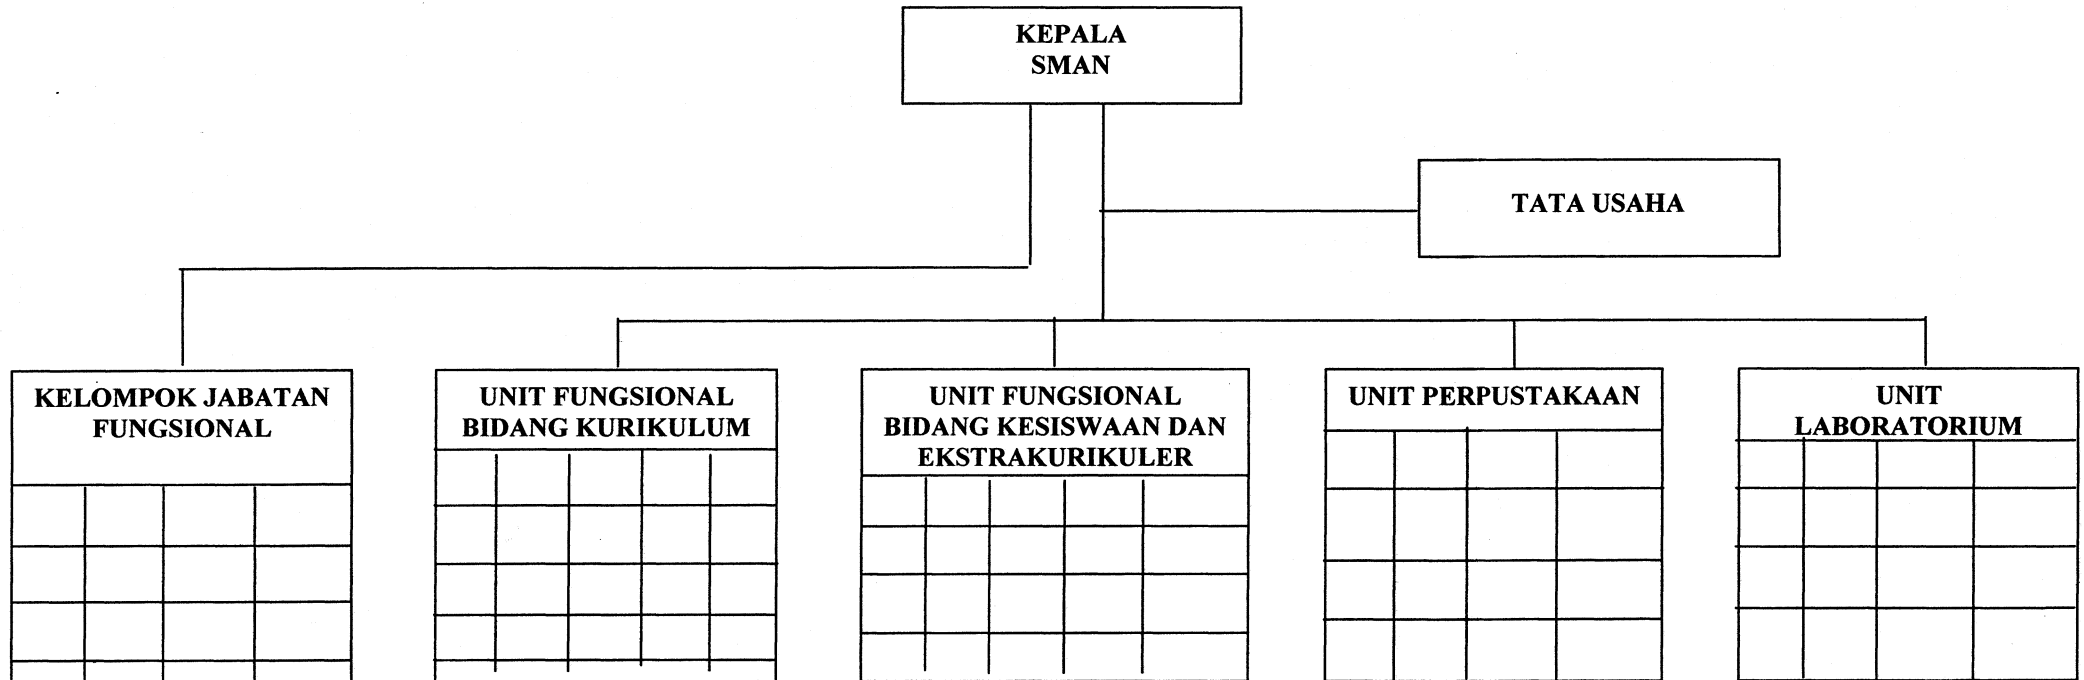 KEPALA
SMAN
TATA USAHA
KELOMPOK JABATAN
FUNGSIONAL
UNIT FUNGSIONAL
BIDANG KURIKULUM
UNIT FUNGSIONAL
BIDANG KESISWAAN DAN
EKSTRAKURIKULER
UNIT PERPUSTAKAAN
UNIT
LABORATORIUM